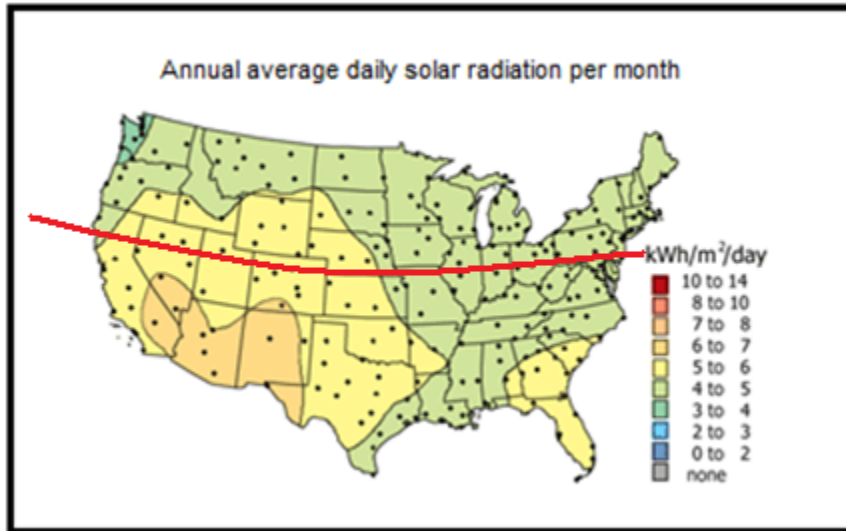 Annual average daily solar radiation per month
kWh/m²/day
10 to 14
8 to 10
7 to 8
6 to 7
5 to 6
4 to 5
3 to 4
2 to 3
0 to 2
none